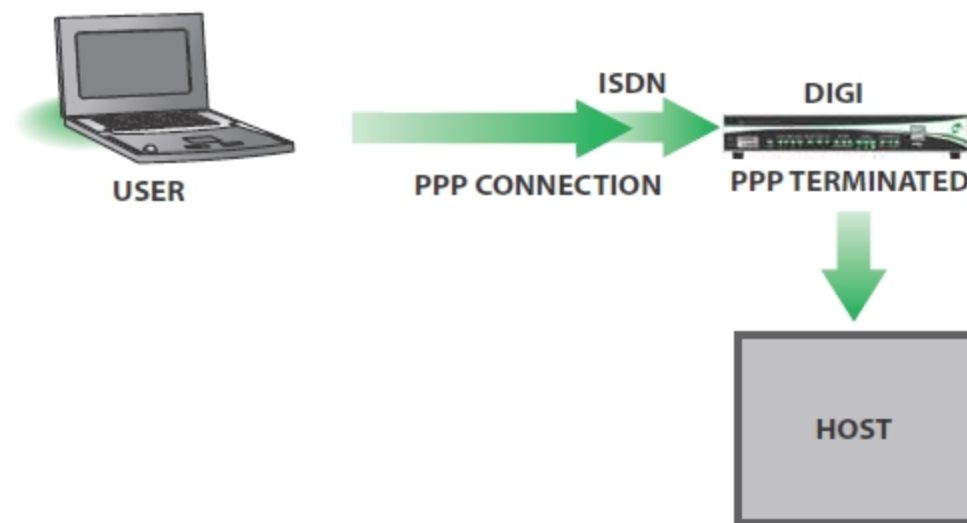 ISDN
DIGI
USER
PPP CONNECTION
PPP TERMINATED
HOST